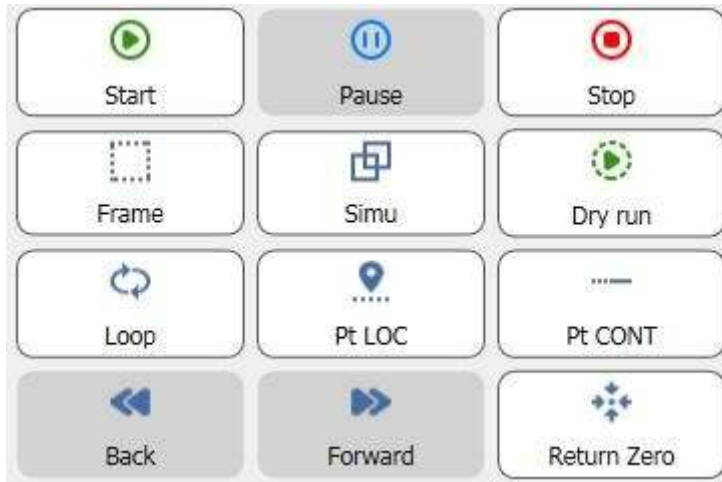 Start
Pause
Stop
Frame
Simu
Dry run
Loop
Pt LOC
Pt CONT
Back
Forward
Return Zero